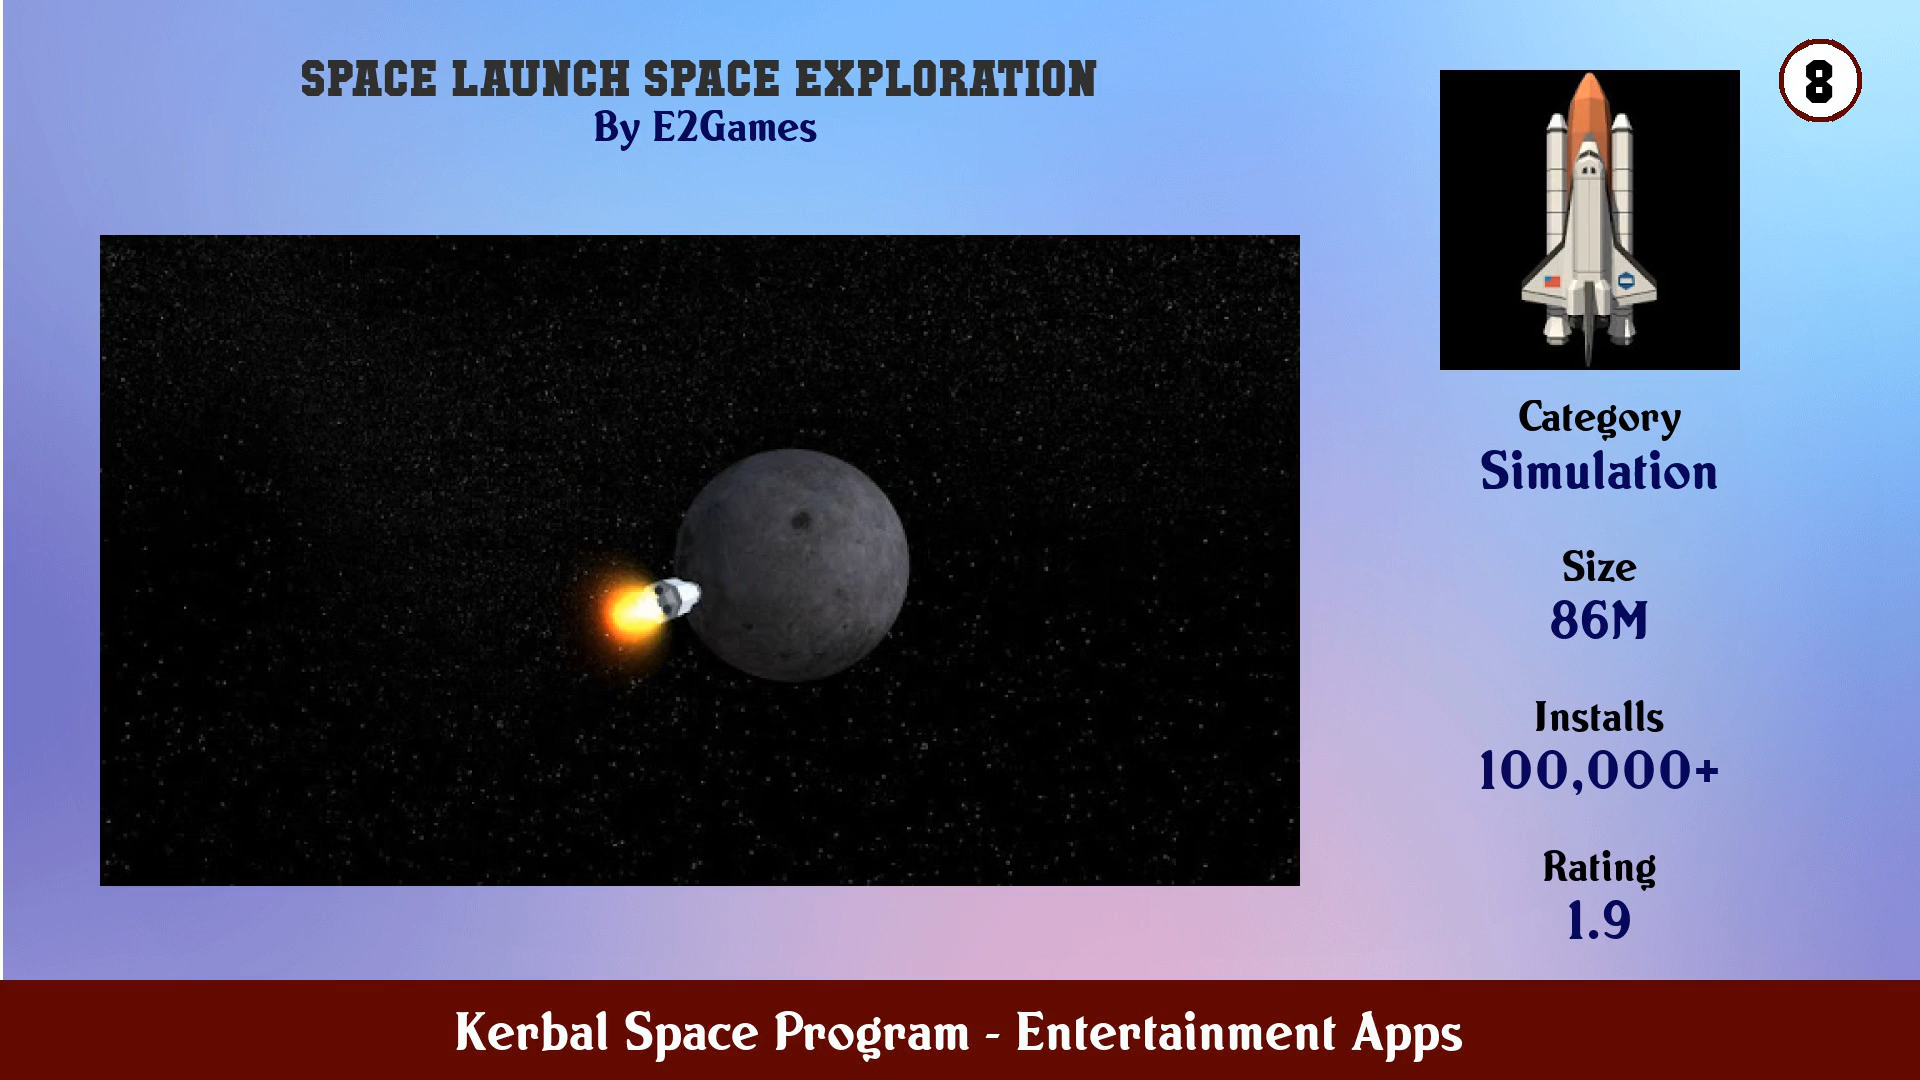 SPACE LAUNCH SPACE EXPLORATION
By E2Games
8
Category
Simulation
Size
86M
Installs
100,000+
Rating
1.9
Kerbal Space Program - Entertainment Apps